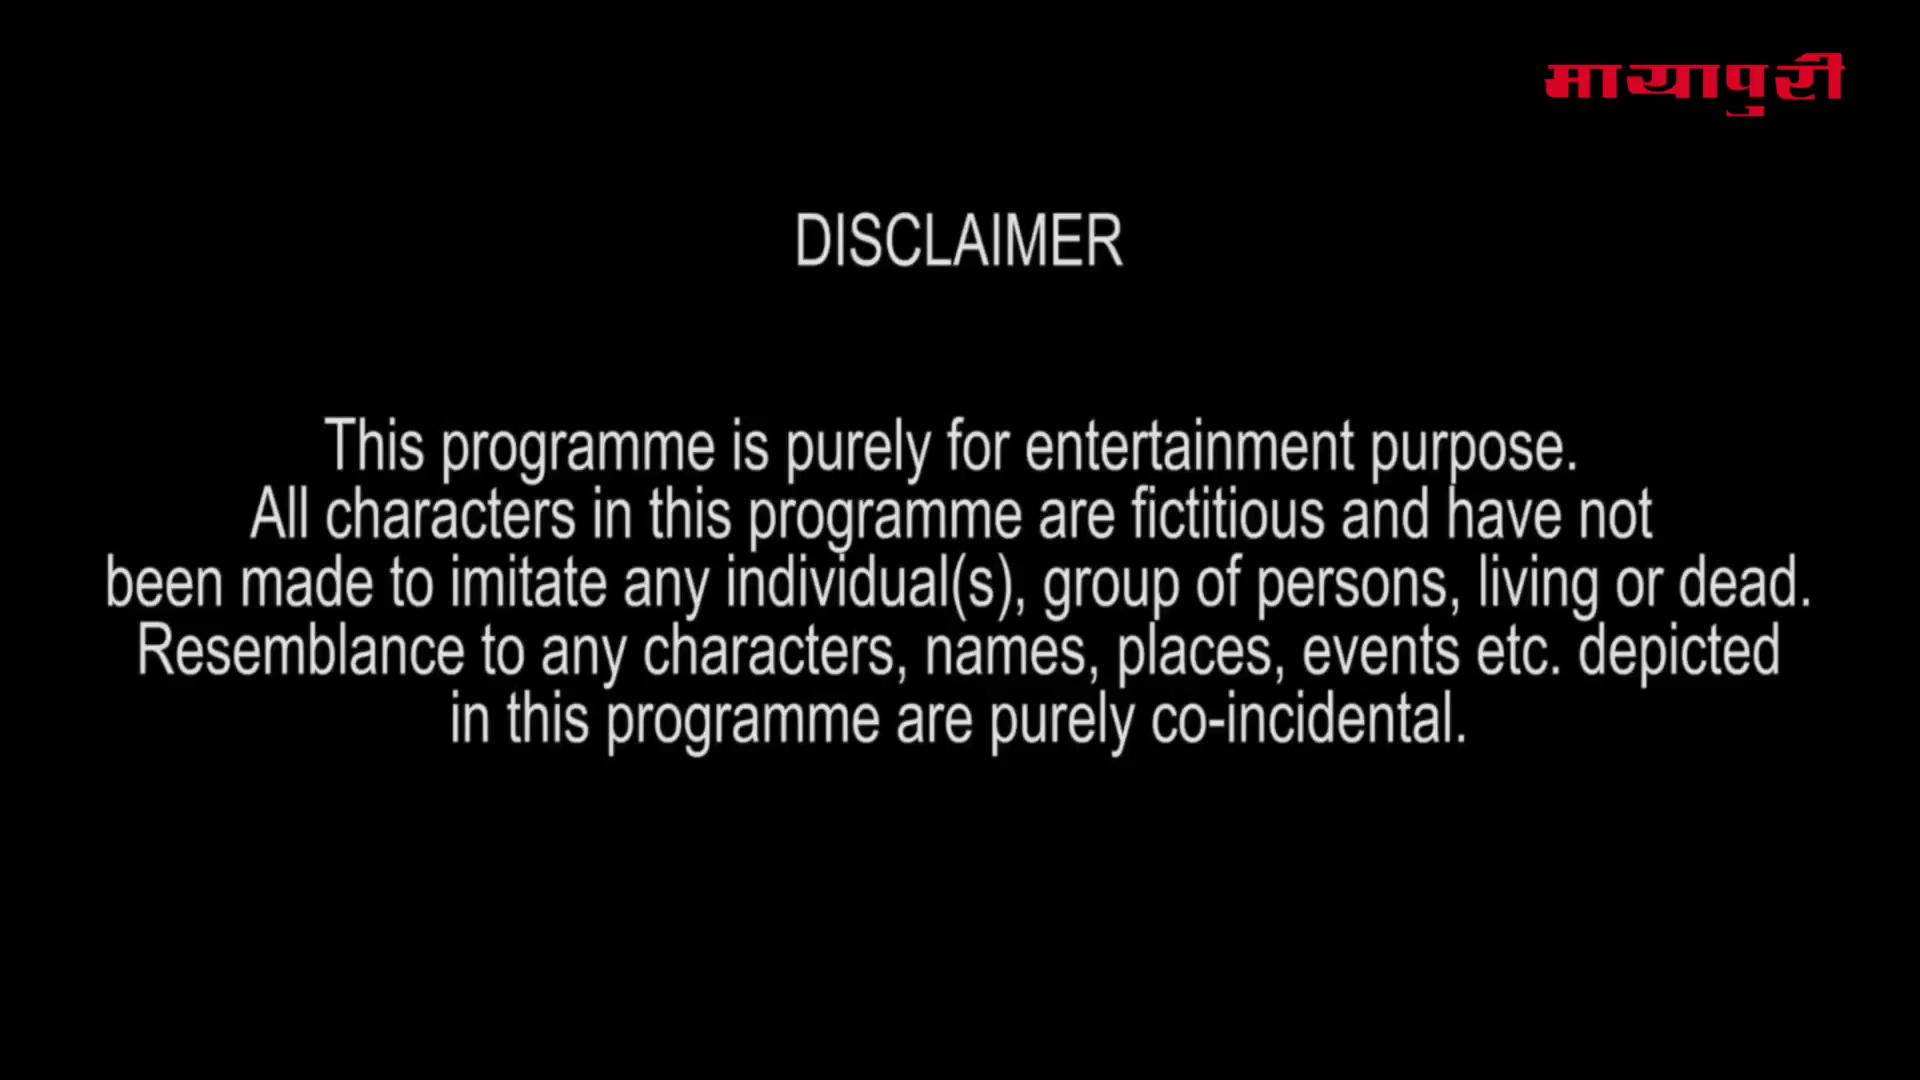 मायापुरी
DISCLAIMER
This programme is purely for entertainment purpose.
All characters in this programme are fictitious and have not
been made to imitate any individual(s), group of persons, living or dead.
Resemblance to any characters, names, places, events etc. depicted
in this programme are purely co-incidental.